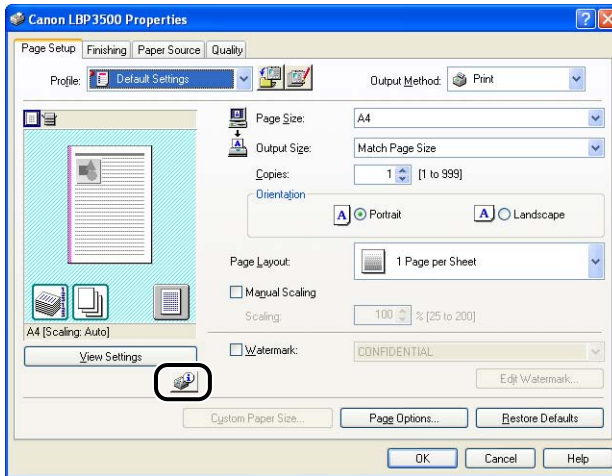 Canon LBP3500 Properties
Page Setup Finishing Paper Source Quality
Profile: Default Settings Output Method: Print
Page Size: A4
Output Size: Match Page Size
Copies: 1 [1 to 999]
Orientation
A Portrait A Landscape
Page Layout: 1 Page per Sheet
Manual Scaling
Scaling: 100 % [25 to 200]
A4 [Scaling: Auto]
View Settings
Watermark: CONFIDENTIAL
Edit Watermark...
Custom Paper Size... Page Options... Restore Defaults
OK Cancel Help